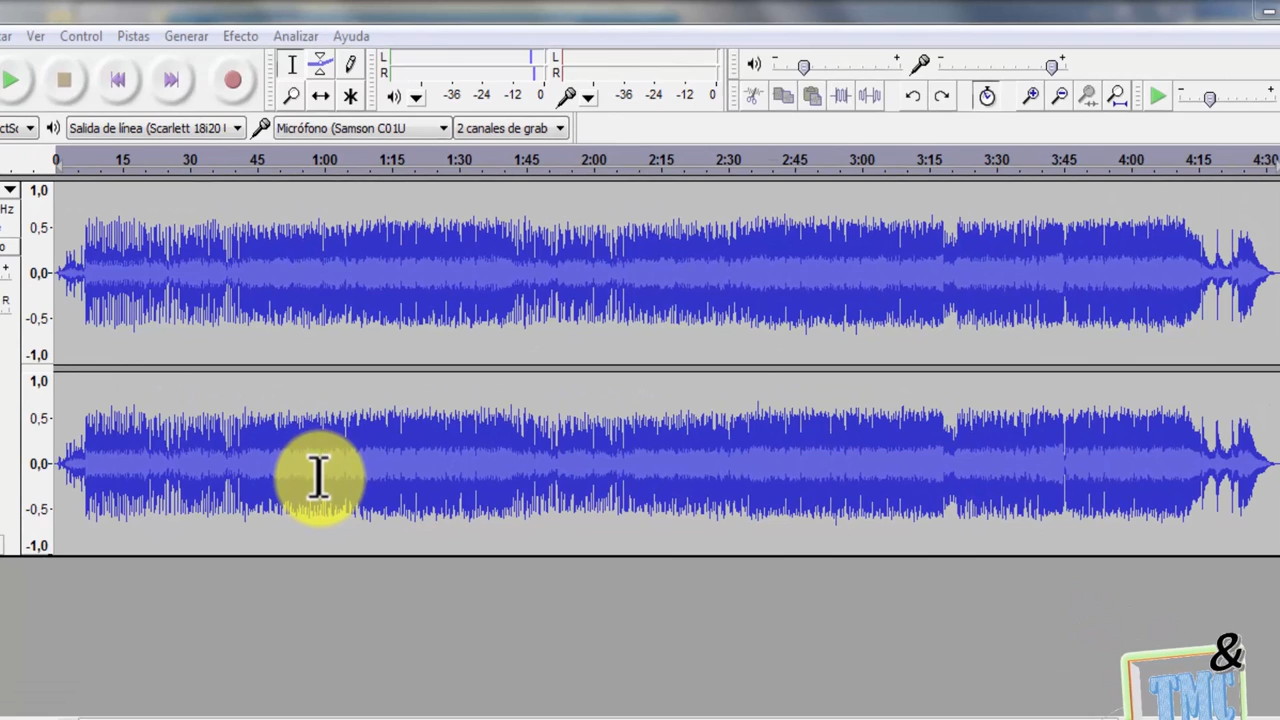 ar Ver Control Pistas Generar Efecto Analizar Ayuda
L
R
-36 -24 -12 0
L
R
-36 -24 -12 0
- +
- +
- +
ctSo Salida de línea (Scarlett 18i20 Micrófono (Samson C01U 2 canales de grab
0 15 30 45 1:00 1:15 1:30 1:45 2:00 2:15 2:30 2:45 3:00 3:15 3:30 3:45 4:00 4:15 4:30
Hz
o
+
R
1,0
0,5
0,0
-0,5
-1,0
1,0
0,5
0,0
-0,5
-1,0
&
TMC